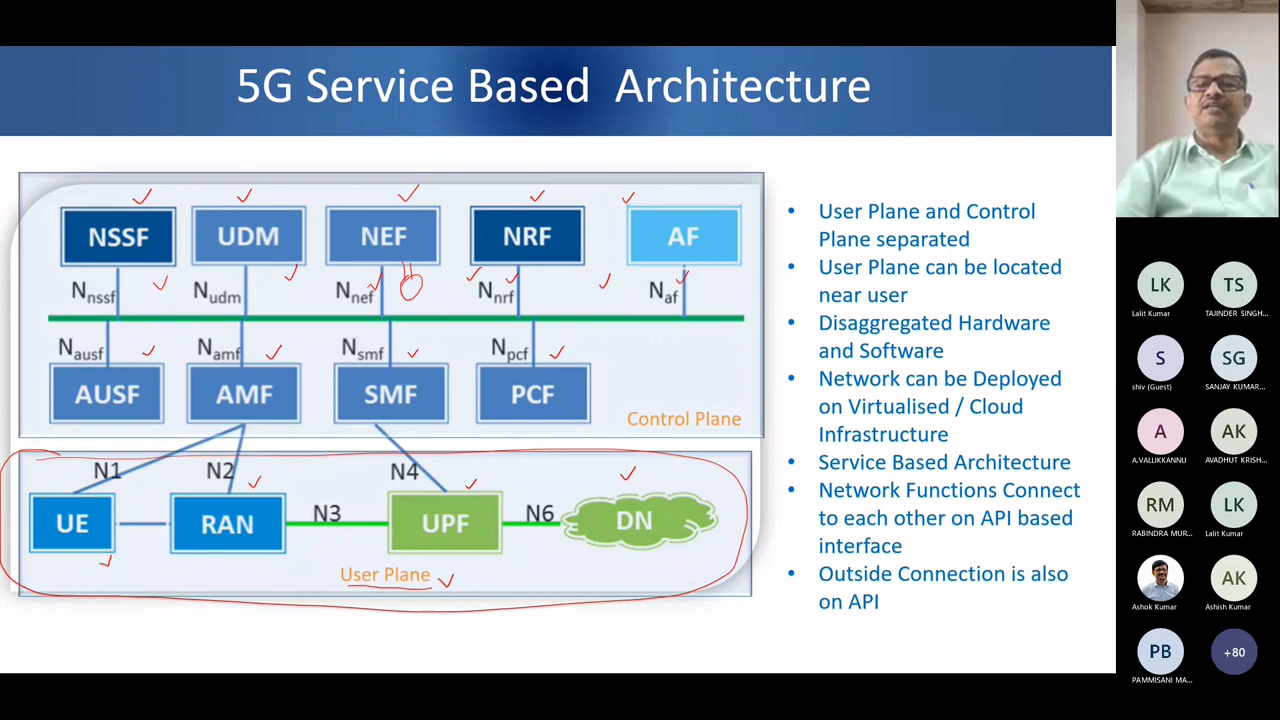 5G Service Based Architecture
NSSF UDM NEF NRF AF
Nnssf Nudm Nnef Nnrf Naf
Nausf Namf Nsmf Npcf
AUSF AMF SMF PCF
Control Plane
N1 N2 N4
UE RAN N3 UPF N6 DN
User Plane
• User Plane and Control
Plane separated
• User Plane can be located
near user
• Disaggregated Hardware
and Software
• Network can be Deployed
on Virtualised / Cloud
Infrastructure
• Service Based Architecture
• Network Functions Connect
to each other on API based
interface
• Outside Connection is also
on API
LK TS
Lalit Kumar TAJINDER SINGH...
S SG
shiv (Guest) SANJAY KUMAR...
A AK
A.VALLIKKANNU AVADHUT KRISH...
RM LK
RABINDRA MUR... Lalit Kumar
AK
Ashok Kumar Ashish Kumar
PB +80
PAMMISANI MA...